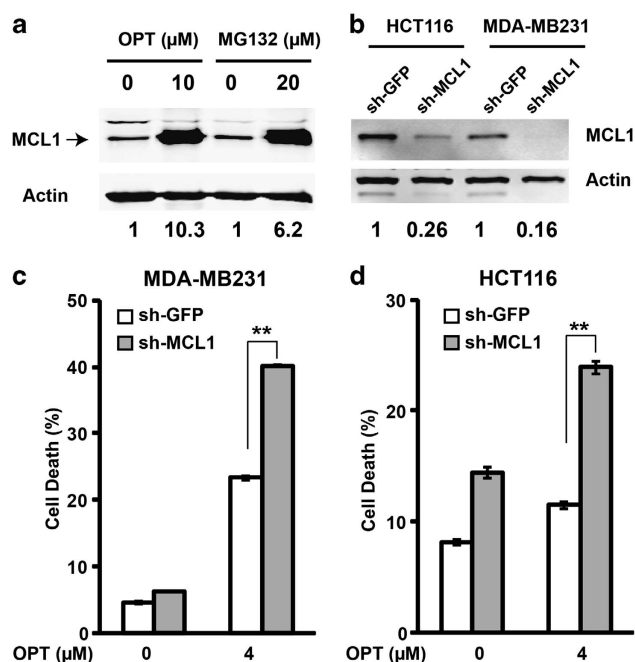 a
OPT (µM) MG132 (µM)
0 10 0 20
MCL1
Actin
1 10.3 1 6.2
b
HCT116 MDA-MB231
sh-GFP sh-MCL1 sh-GFP sh-MCL1
MCL1
Actin
1 0.26 1 0.16
c
MDA-MB231
sh-GFP
sh-MCL1
**
Cell Death (%)
50
40
30
20
10
0
OPT (µM) 0 4
d
HCT116
sh-GFP
sh-MCL1
**
Cell Death (%)
30
20
10
0
OPT (µM) 0 4